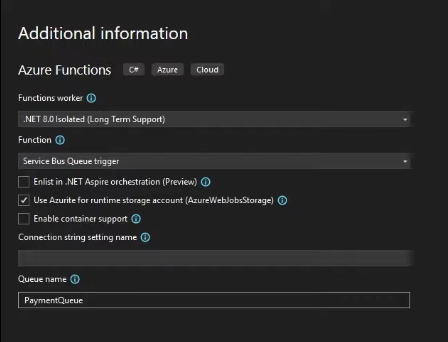 Additional information
Azure Functions C# Azure Cloud
Functions worker
.NET 8.0 Isolated (Long Term Support)
Function
Service Bus Queue trigger
Enlist in .NET Aspire orchestration (Preview)
Use Azurite for runtime storage account (AzureWebJobsStorage)
Enable container support
Connection string setting name
Queue name
PaymentQueue